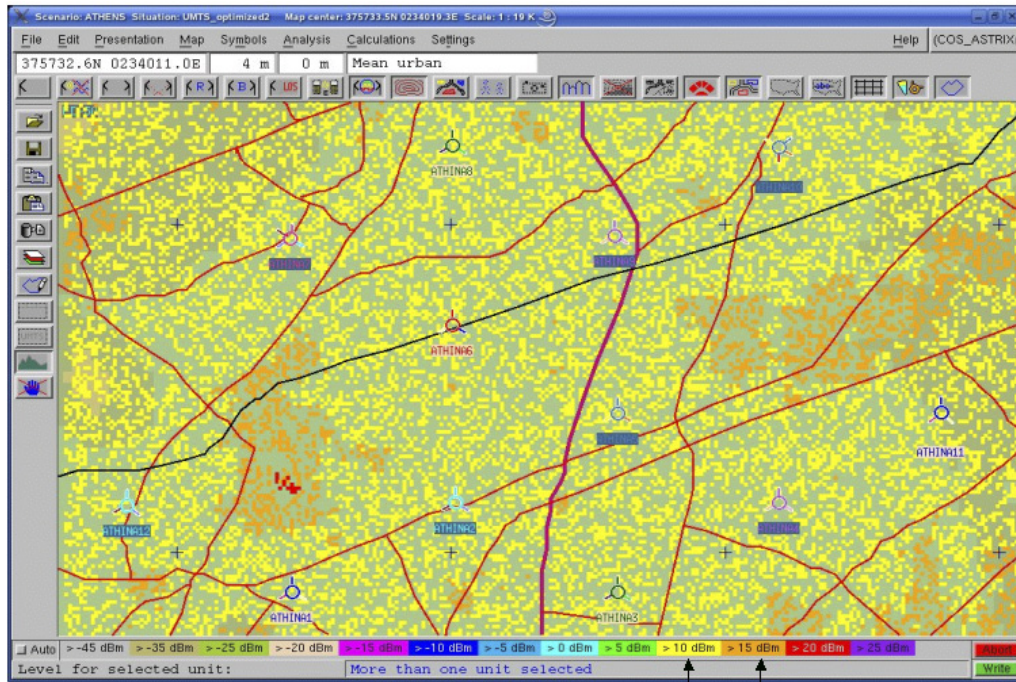 Scenario: ATHENS Situation: UMTS_optimized2 Map center: 375733.5N 0234019.3E Scale: 1 : 19 K
File Edit Presentation Map Symbols Analysis Calculations Settings Help (COS_ASTRIX
375732.6N 0234011.0E 4 m 0 m Mean urban
(R) (B) LOS
ATHINA8
ATHINA6
ATHINA11
ATHINA12 ATHINA2
ATHINA1 ATHINA3
Auto >-45 dBm >-35 dBm >-25 dBm >-20 dBm >-15 dBm >-10 dBm >-5 dBm >0 dBm >5 dBm >10 dBm >15 dBm >20 dBm >25 dBm Abort
Level for selected unit: More than one unit selected Write